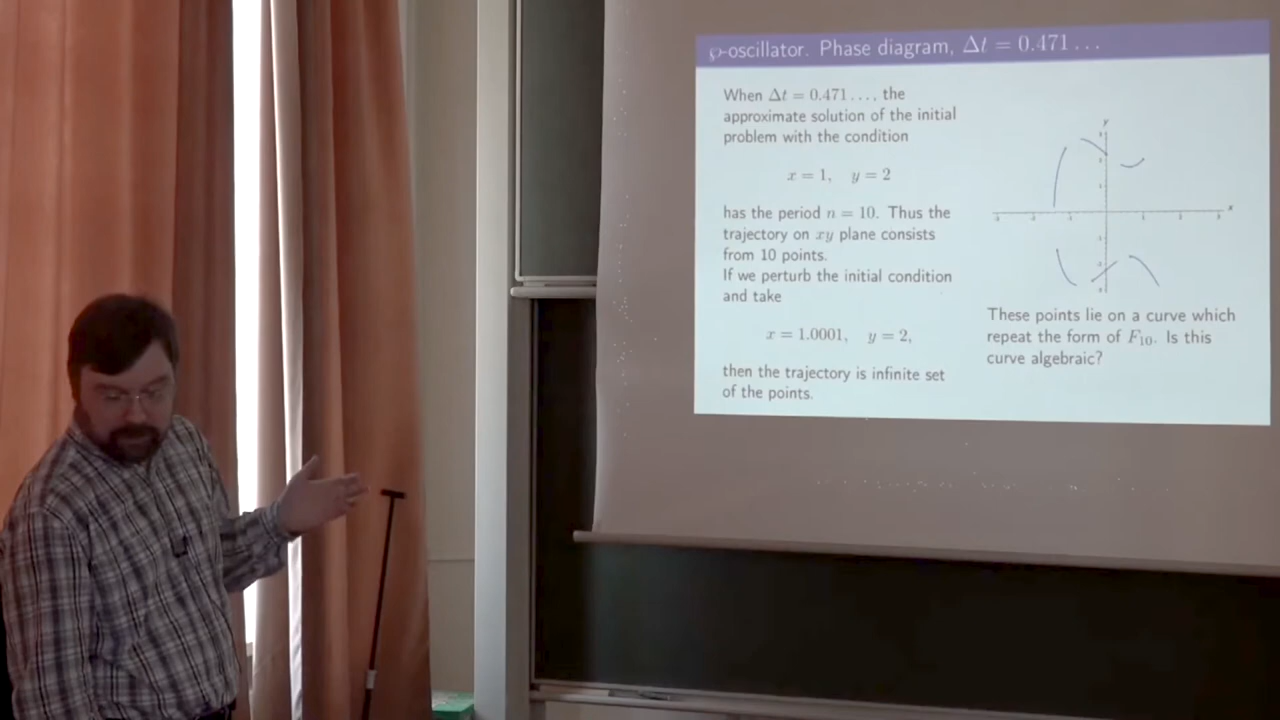 ℘-oscillator. Phase diagram, Δt = 0.471...
When Δt = 0.471..., the
approximate solution of the initial
problem with the condition
x = 1, y = 2
has the period n = 10. Thus the
trajectory on xy plane consists
from 10 points.
If we perturb the initial condition
and take
x = 1.0001, y = 2,
then the trajectory is infinite set
of the points.
y
x
These points lie on a curve which
repeat the form of F₁₀. Is this
curve algebraic?